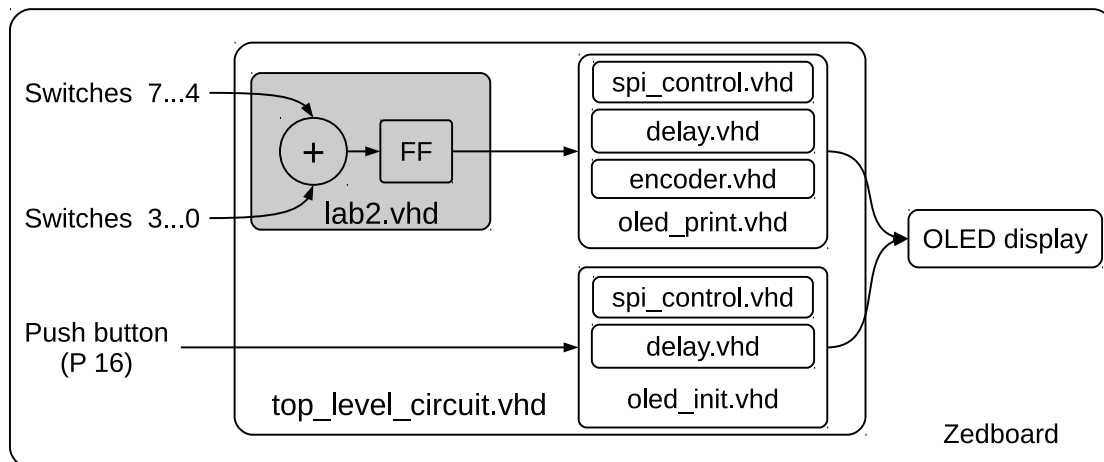 Switches 7...4
Switches 3...0
+
FF
lab2.vhd
spi_control.vhd
delay.vhd
encoder.vhd
oled_print.vhd
OLED display
Push button
(P 16)
spi_control.vhd
delay.vhd
oled_init.vhd
top_level_circuit.vhd
Zedboard